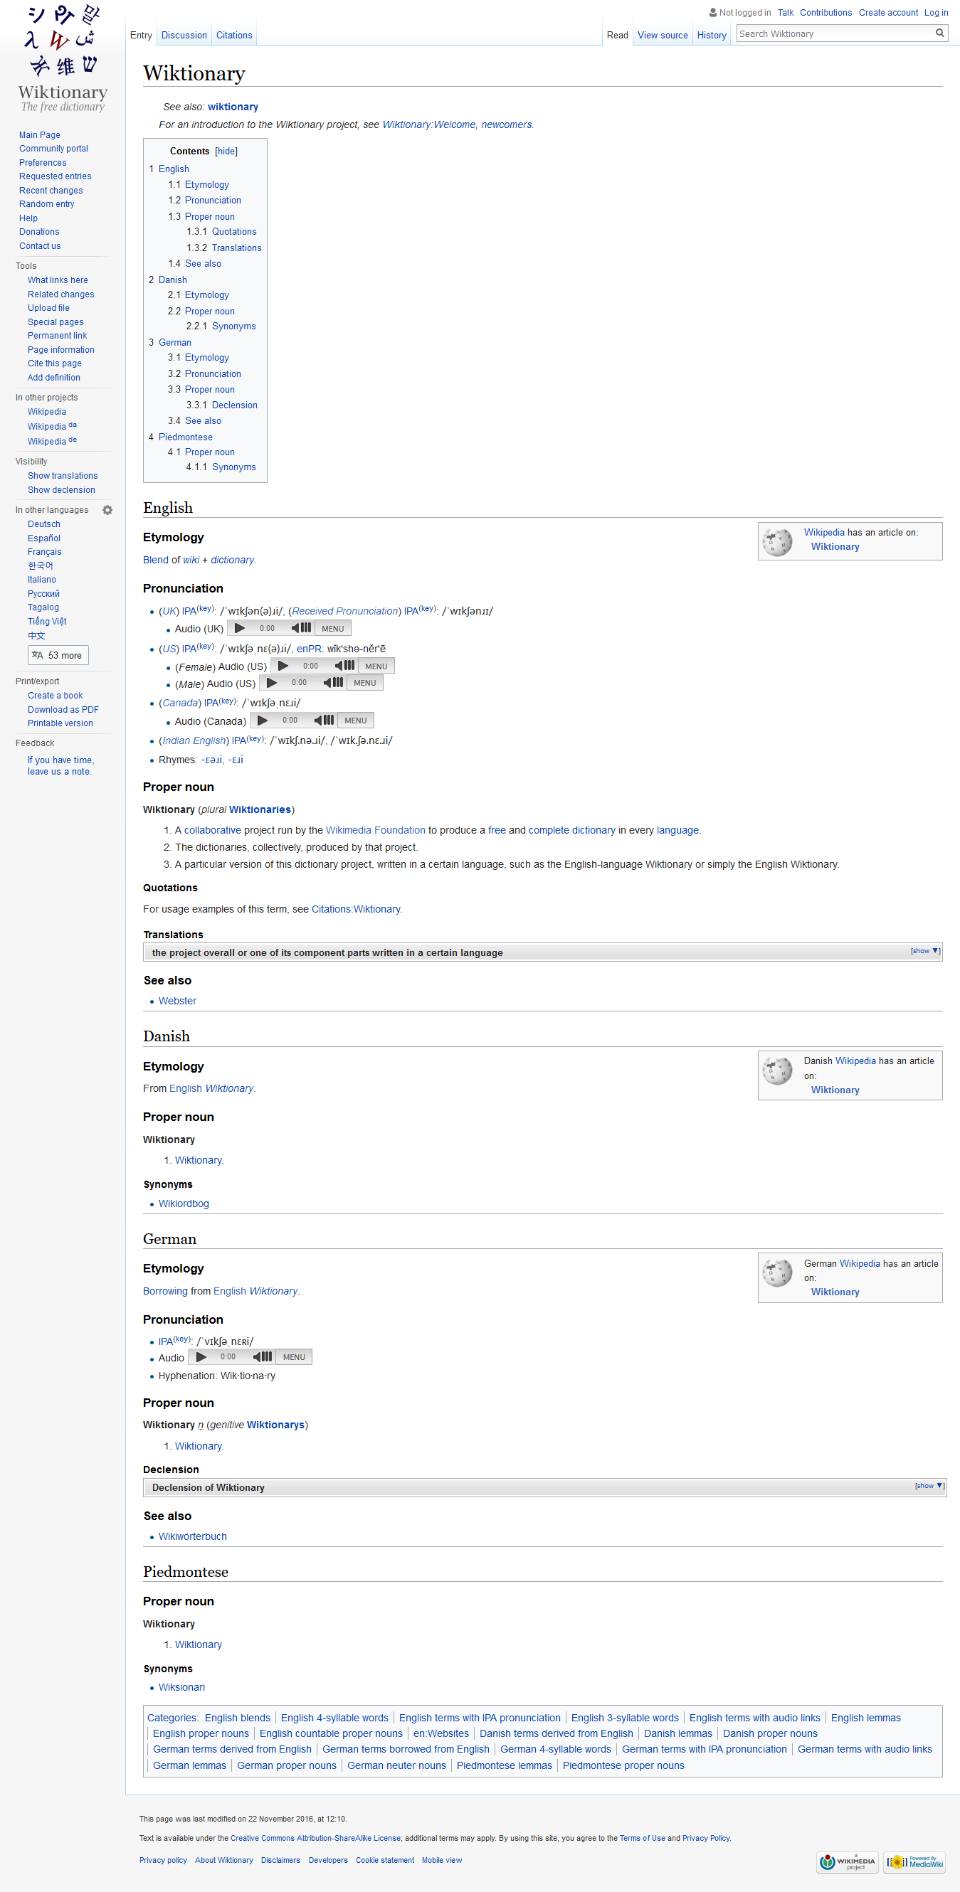 Not logged in Talk Contributions Create account Log in
Entry Discussion Citations Read View source History Search Wiktionary
Wiktionary
The free dictionary
Main Page
Community portal
Preferences
Requested entries
Recent changes
Random entry
Help
Donations
Contact us
Tools
What links here
Related changes
Upload file
Special pages
Permanent link
Page information
Cite this page
Add definition
In other projects
Wikipedia
Wikipedia da
Wikipedia de
Visibility
Show translations
Show declension
In other languages
Deutsch
Español
Français
한국어
Italiano
Русский
Tagalog
Tiếng Việt
中文
53 more
Print/export
Create a book
Download as PDF
Printable version
Feedback
If you have time,
leave us a note.
Wiktionary
See also: wiktionary
For an introduction to the Wiktionary project, see Wiktionary:Welcome, newcomers.
Contents [hide]
1 English
1.1 Etymology
1.2 Pronunciation
1.3 Proper noun
1.3.1 Quotations
1.3.2 Translations
1.4 See also
2 Danish
2.1 Etymology
2.2 Proper noun
2.2.1 Synonyms
3 German
3.1 Etymology
3.2 Pronunciation
3.3 Proper noun
3.3.1 Declension
3.4 See also
4 Piedmontese
4.1 Proper noun
4.1.1 Synonyms
English
Wikipedia has an article on:
Wiktionary
Etymology
Blend of wiki + dictionary.
Pronunciation
• (UK) IPA(key): /ˈwɪkʃən(ə)ɹi/, (Received Pronunciation) IPA(key): /ˈwɪkʃənɹɪ/
• Audio (UK) 0:00 MENU
• (US) IPA(key): /ˈwɪkʃəˌnɛ(ə)ɹi/, enPR: wĭk'shə-nĕr'ē
• (Female) Audio (US) 0:00 MENU
• (Male) Audio (US) 0:00 MENU
• (Canada) IPA(key): /ˈwɪkʃəˌnɛɹi/
• Audio (Canada) 0:00 MENU
• (Indian English) IPA(key): /ˈwɪkʃ.nə.ɹi/, /ˈwɪk.ʃə.nɛ.ɹi/
• Rhymes: -ɛəɹi, -ɛɹi
Proper noun
Wiktionary (plural Wiktionaries)
1. A collaborative project run by the Wikimedia Foundation to produce a free and complete dictionary in every language.
2. The dictionaries, collectively, produced by that project.
3. A particular version of this dictionary project, written in a certain language, such as the English-language Wiktionary or simply the English Wiktionary.
Quotations
For usage examples of this term, see Citations:Wiktionary.
Translations
the project overall or one of its component parts written in a certain language [show ▼]
See also
• Webster
Danish
Danish Wikipedia has an article
on:
Wiktionary
Etymology
From English Wiktionary.
Proper noun
Wiktionary
1. Wiktionary.
Synonyms
• Wikiordbog
German
German Wikipedia has an article
on:
Wiktionary
Etymology
Borrowing from English Wiktionary.
Pronunciation
• IPA(key): /ˈvɪkʃəˌnɛʀi/
• Audio 0:00 MENU
• Hyphenation: Wik·tio·na·ry
Proper noun
Wiktionary n (genitive Wiktionarys)
1. Wiktionary.
Declension
Declension of Wiktionary [show ▼]
See also
• Wikiwörterbuch
Piedmontese
Proper noun
Wiktionary
1. Wiktionary
Synonyms
• Wiksionari
Categories: English blends | English 4-syllable words | English terms with IPA pronunciation | English 3-syllable words | English terms with audio links | English lemmas
| English proper nouns | English countable proper nouns | en:Websites | Danish terms derived from English | Danish lemmas | Danish proper nouns
| German terms derived from English | German terms borrowed from English | German 4-syllable words | German terms with IPA pronunciation | German terms with audio links
| German lemmas | German proper nouns | German neuter nouns | Piedmontese lemmas | Piedmontese proper nouns
This page was last modified on 22 November 2016, at 12:10.
Text is available under the Creative Commons Attribution-ShareAlike License; additional terms may apply. By using this site, you agree to the Terms of Use and Privacy Policy.
Privacy policy About Wiktionary Disclaimers Developers Cookie statement Mobile view
A WIKIMEDIA project
Powered By MediaWiki